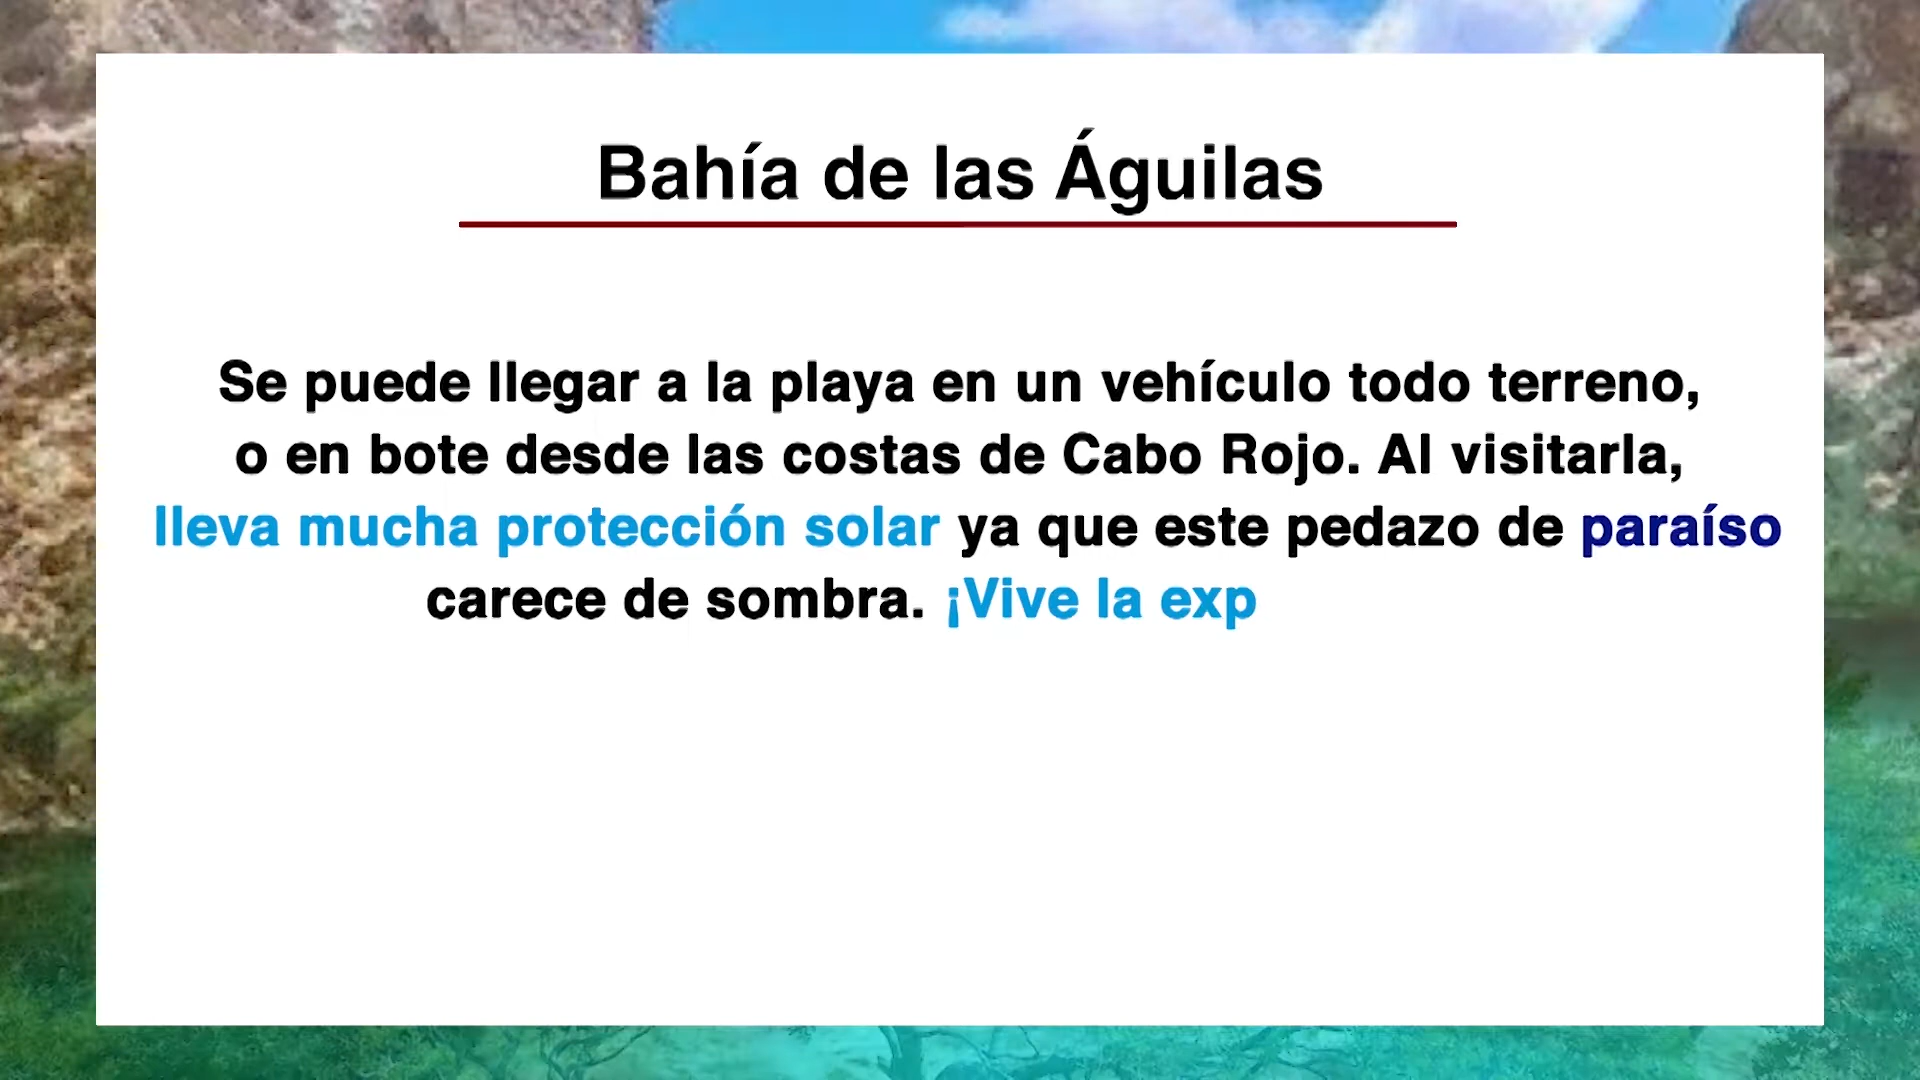 Bahía de las Águilas
Se puede llegar a la playa en un vehículo todo terreno,
o en bote desde las costas de Cabo Rojo. Al visitarla,
lleva mucha protección solar ya que este pedazo de paraíso
carece de sombra. ¡Vive la exp